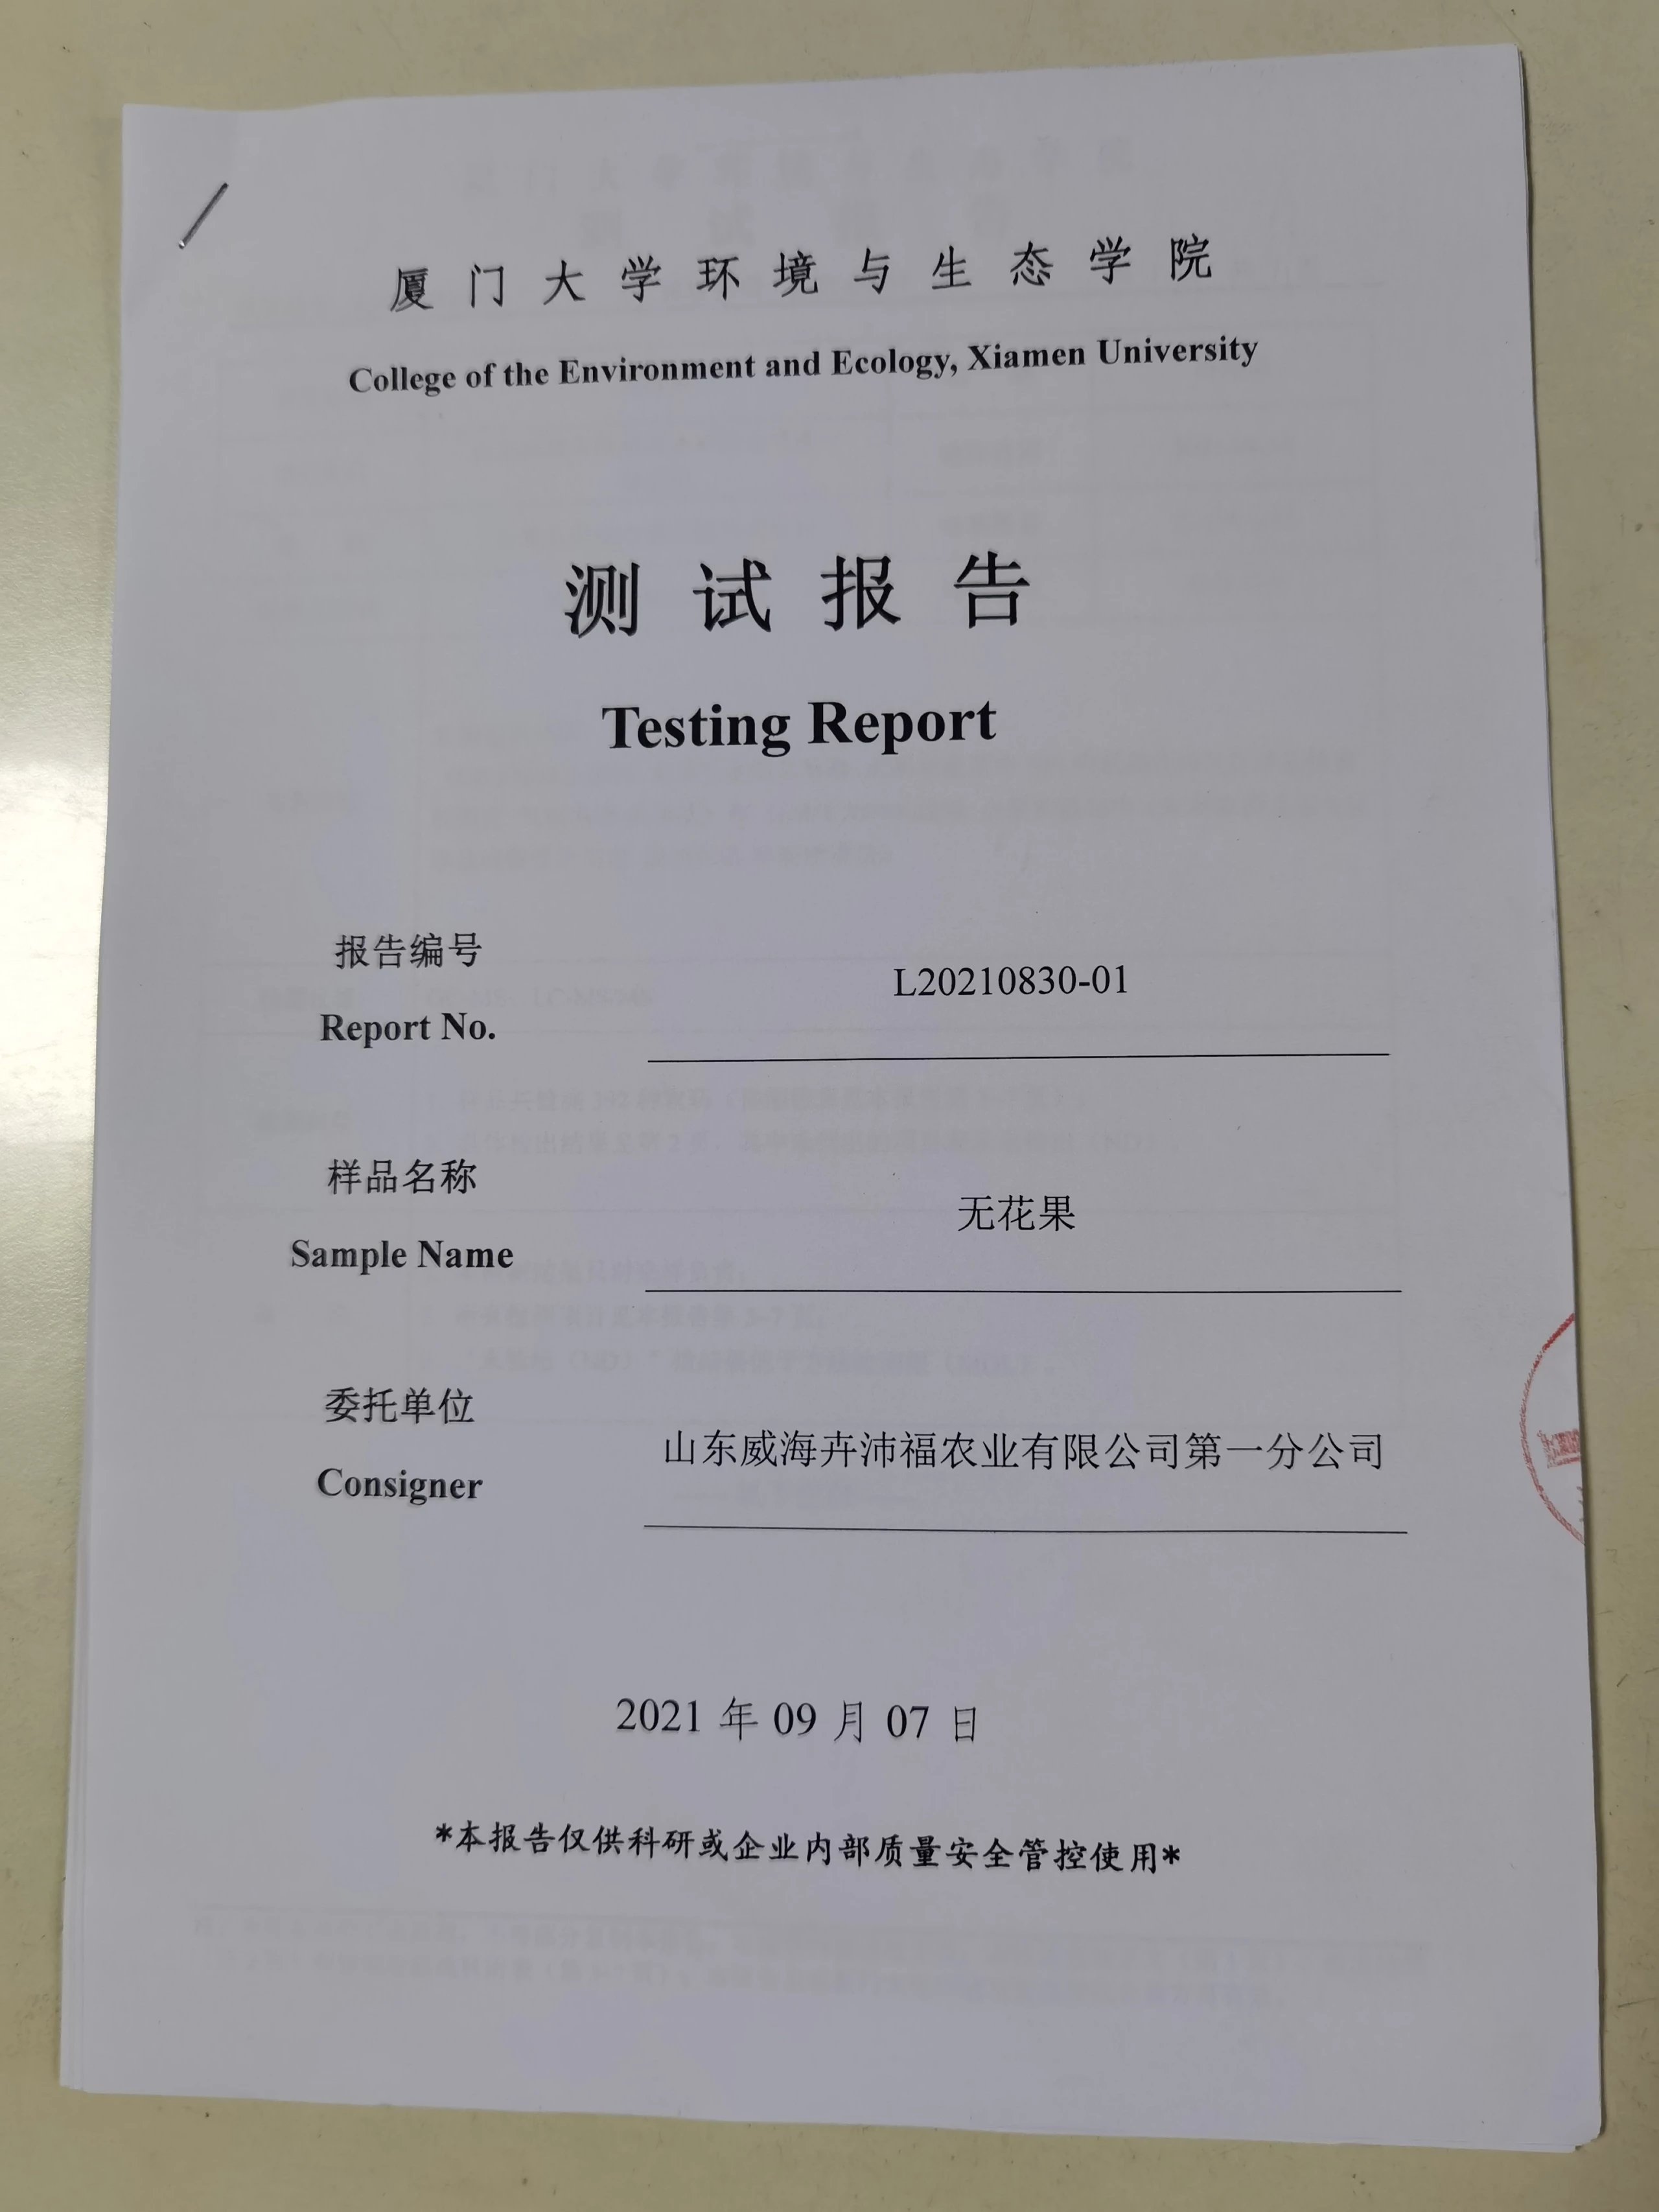 厦门大学环境与生态学院
College of the Environment and Ecology, Xiamen University
测试报告
Testing Report
报告编号
Report No.
L20210830-01
样品名称
Sample Name
无花果
委托单位
Consigner
山东威海卉沛福农业有限公司第一分公司
2021 年 09 月 07 日
*本报告仅供科研或企业内部质量安全管控使用*